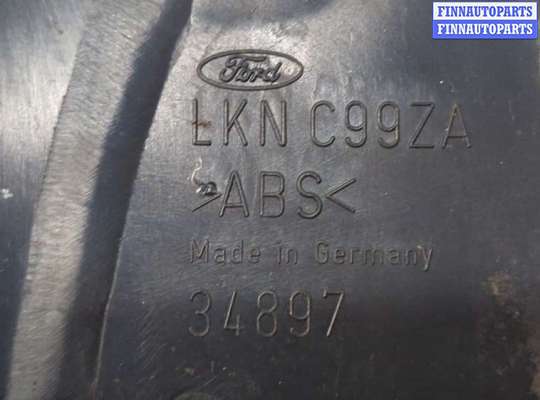 FINNAUTOPARTS
FINNAUTOPARTS
Ford
LKN C99ZA
>ABS<
Made in Germany
34897